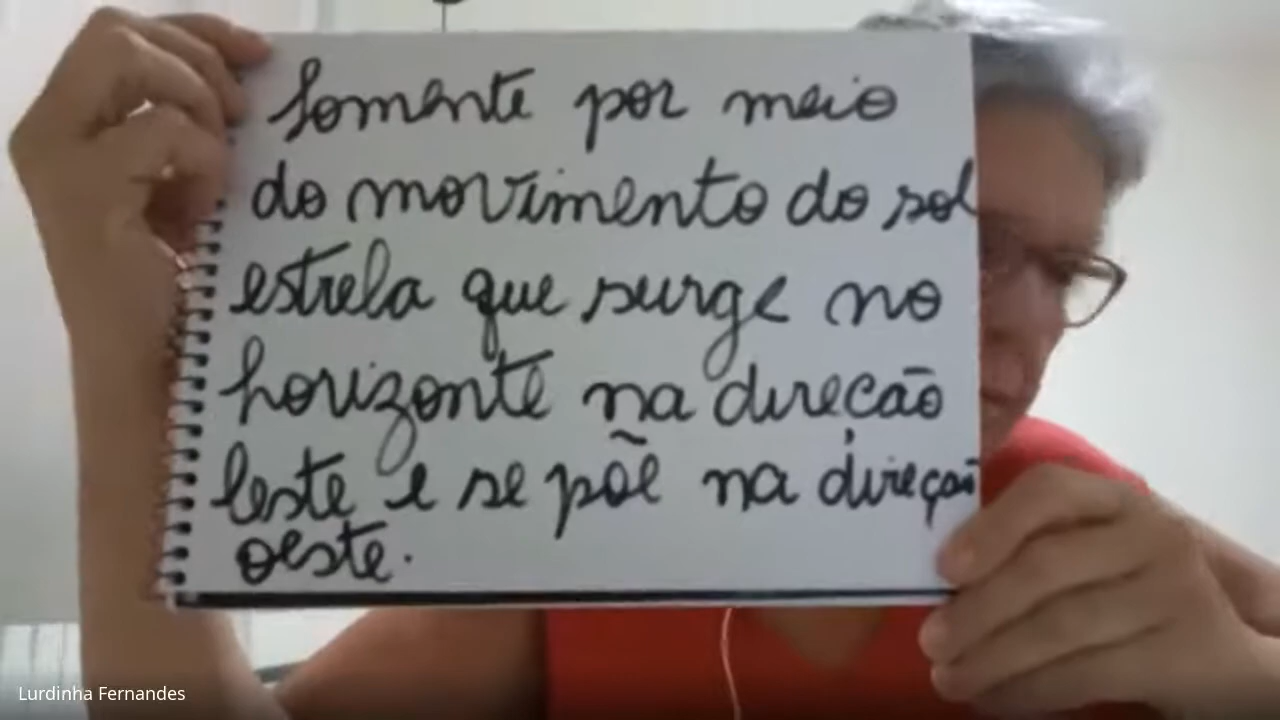 Somente por meio
do movimento do sol
estrela que surge no
horizonte na direcão
leste e se põe na direção
oeste.
Lurdinha Fernandes